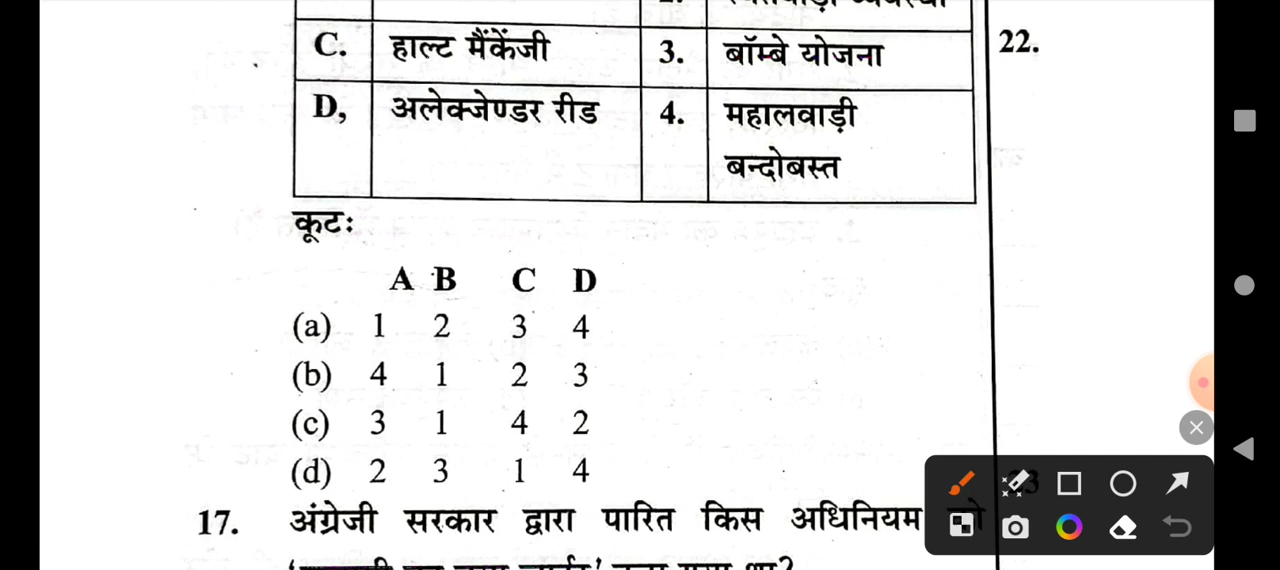 C. हाल्ट मैंकेंजी 3. बॉम्बे योजना
22.
D, अलेक्जेण्डर रीड 4. महालवाड़ी
बन्दोबस्त
कूटः
A B C D
(a) 1 2 3 4
(b) 4 1 2 3
(c) 3 1 4 2
(d) 2 3 1 4
17. अंग्रेजी सरकार द्वारा पारित किस अधिनियम